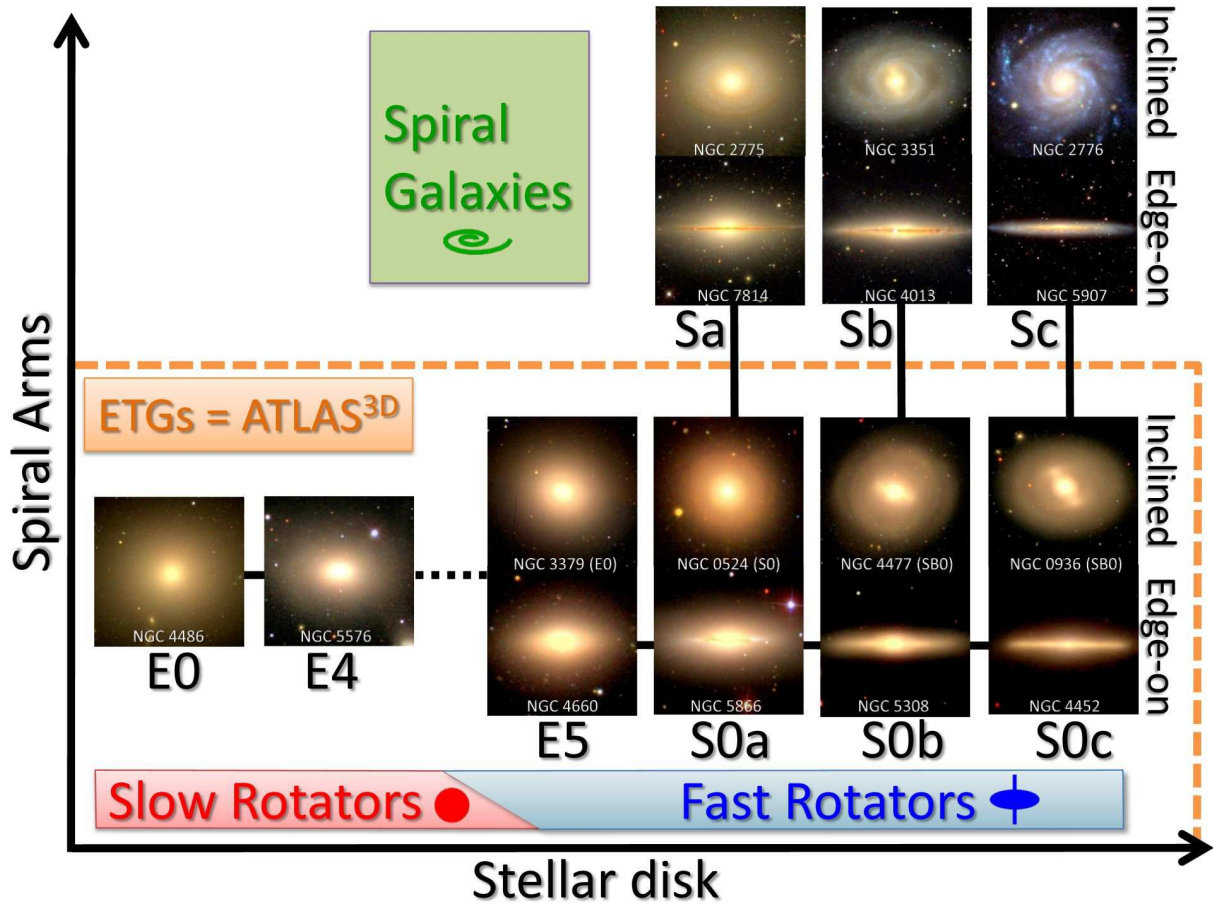 Spiral Arms
Spiral
Galaxies
NGC 2775
NGC 3351
NGC 2776
Inclined
NGC 7814
NGC 4013
NGC 5907
Edge-on
Sa
Sb
Sc
ETGs = ATLAS³ᴰ
NGC 4486
NGC 5576
E0
E4
NGC 3379 (E0)
NGC 0524 (S0)
NGC 4477 (SB0)
NGC 0936 (SB0)
Inclined
NGC 4660
NGC 5866
NGC 5308
NGC 4452
Edge-on
E5
S0a
S0b
S0c
Slow Rotators
Fast Rotators
Stellar disk